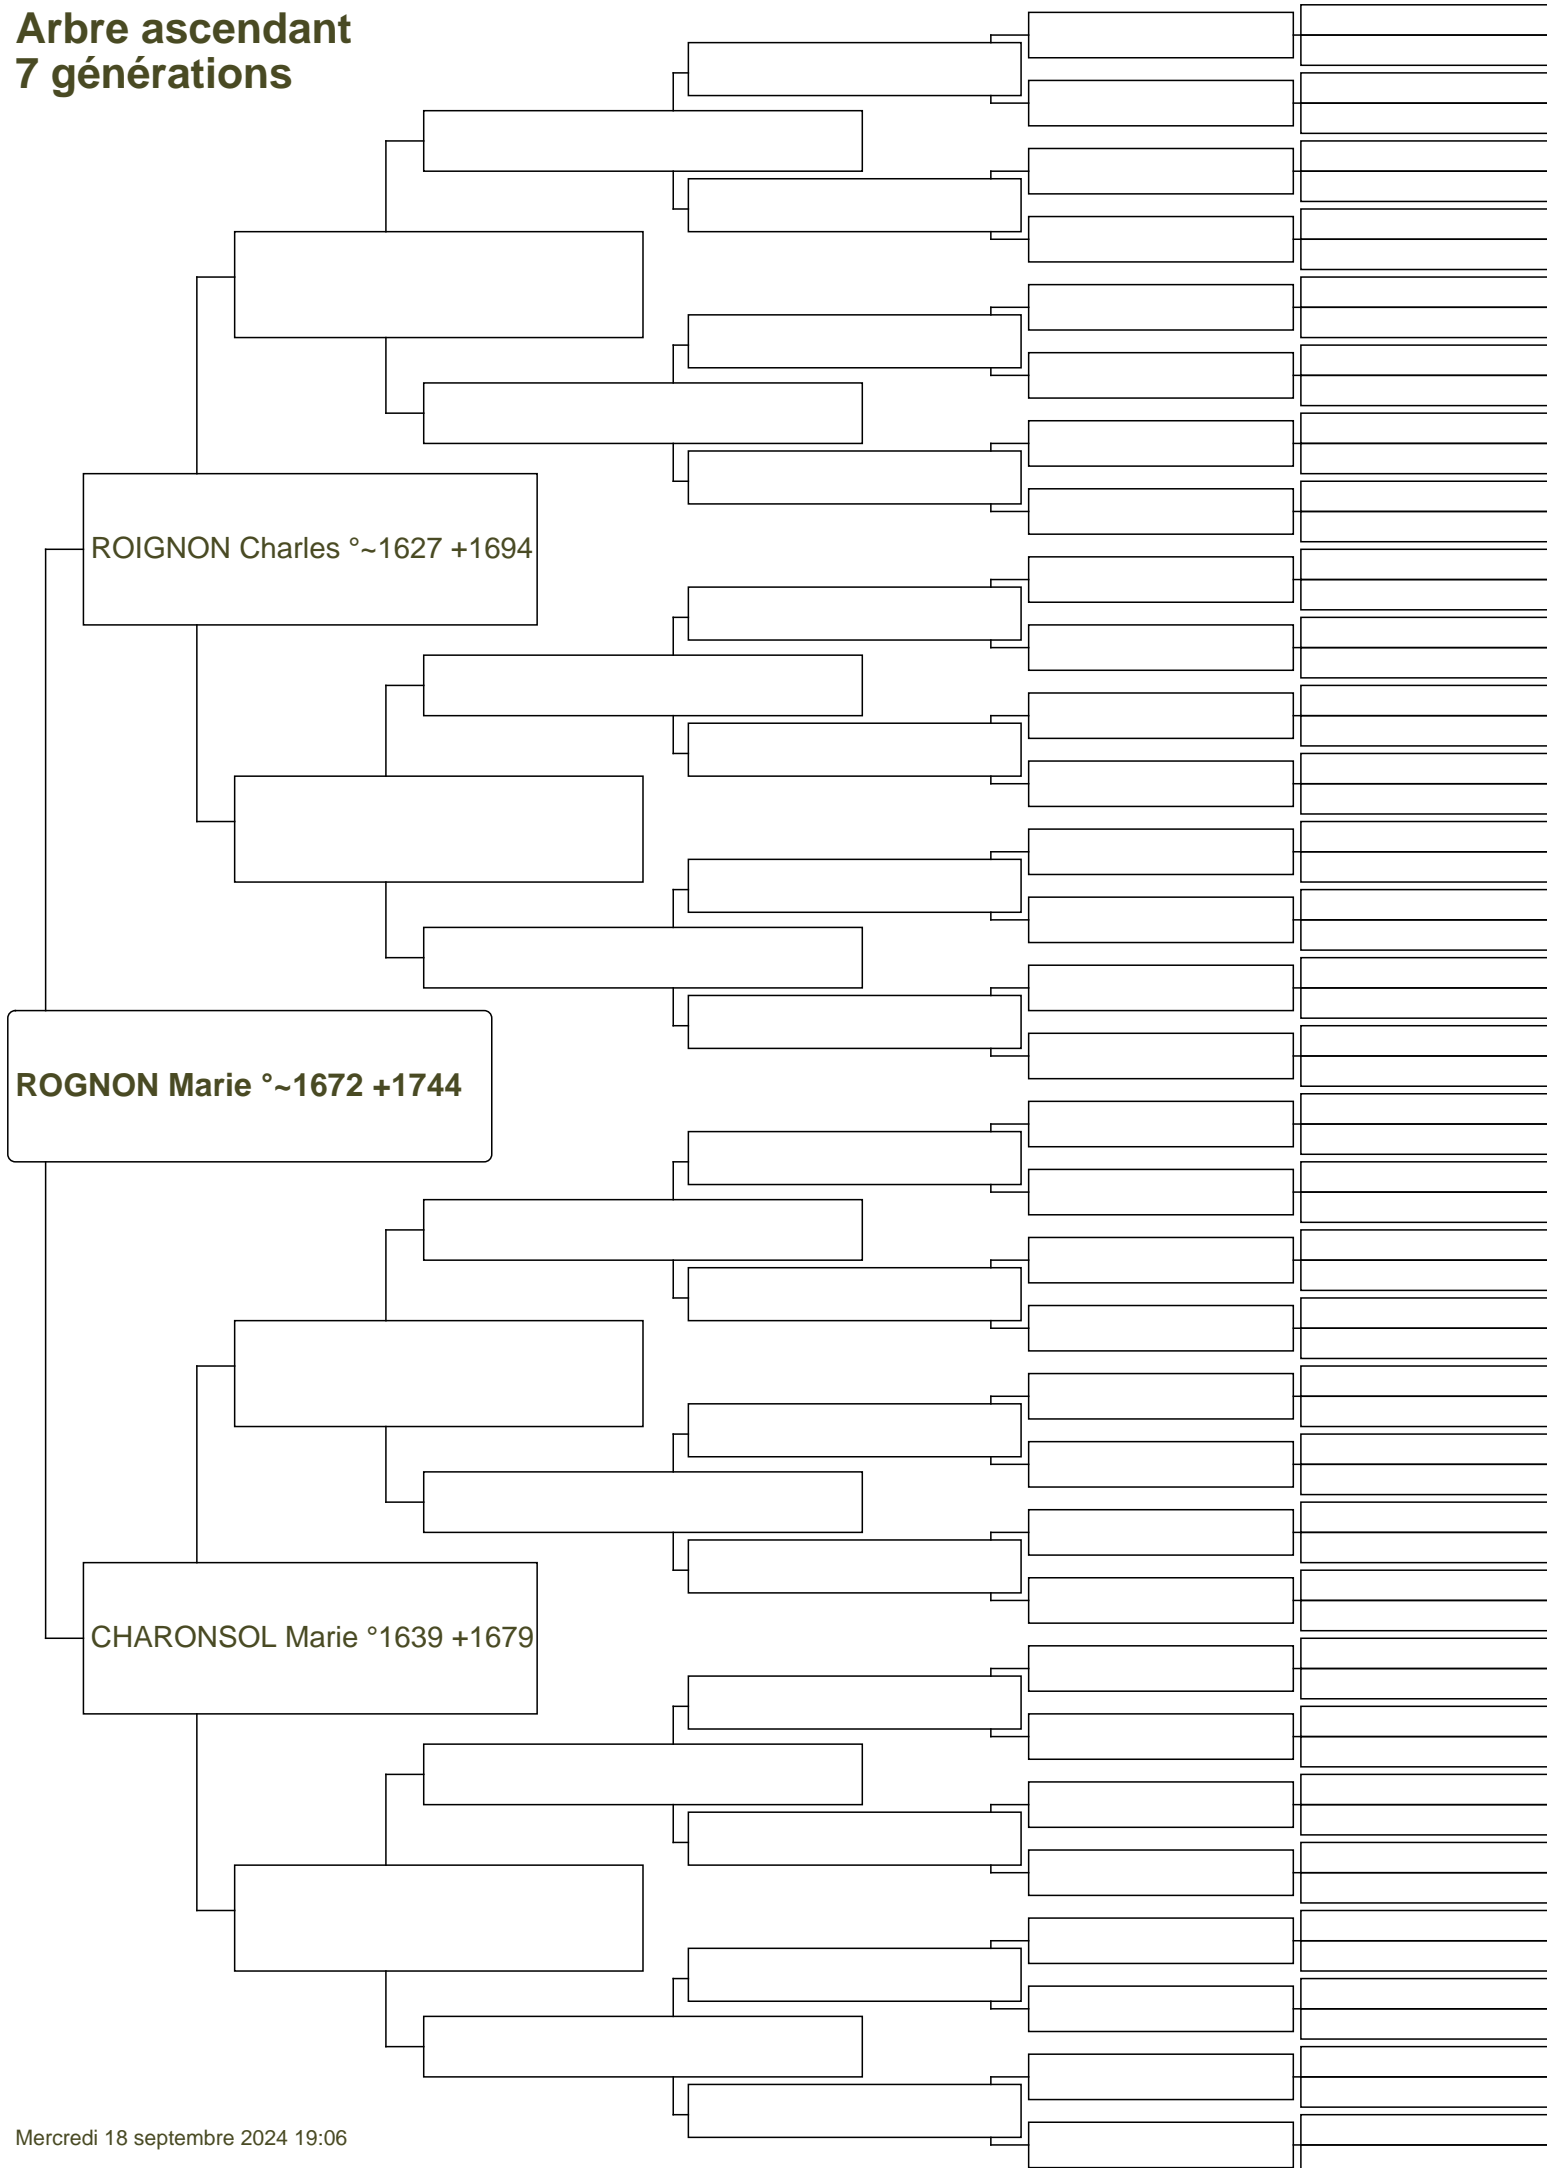 Arbre ascendant
7 générations
ROIGNON Charles °~1627 +1694
ROGNON Marie °~1672 +1744
CHARONSOL Marie °1639 +1679
Mercredi 18 septembre 2024 19:06